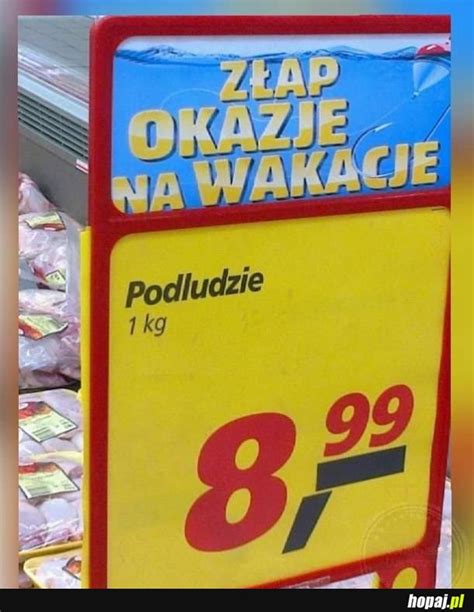 ZŁAP
OKAZJE
NA WAKACJE
Podludzie
1 kg
8,99
hopaj.pl